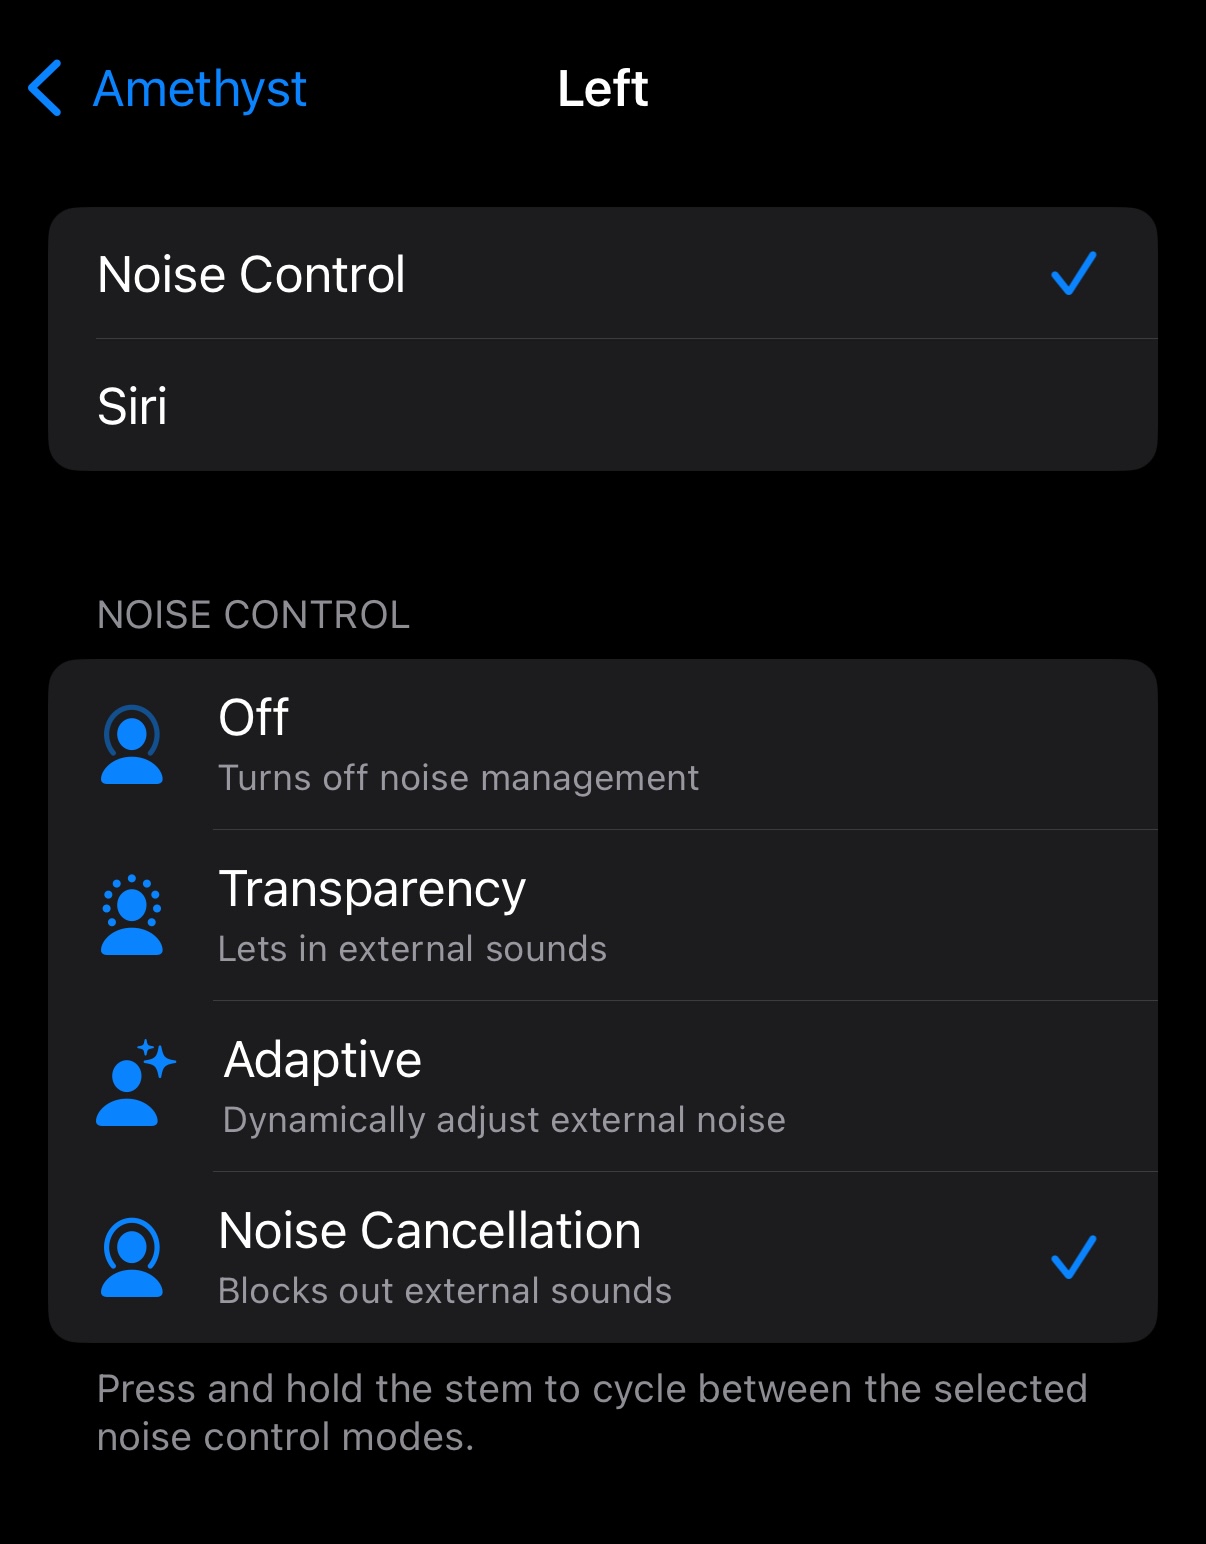 Amethyst
Left
Noise Control
Siri
NOISE CONTROL
Off
Turns off noise management
Transparency
Lets in external sounds
Adaptive
Dynamically adjust external noise
Noise Cancellation
Blocks out external sounds
Press and hold the stem to cycle between the selected
noise control modes.